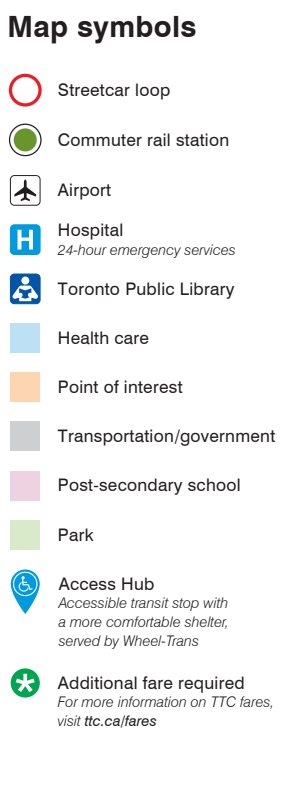 Map symbols
Streetcar loop
Commuter rail station
Airport
H
Hospital
24-hour emergency services
Toronto Public Library
Health care
Point of interest
Transportation/government
Post-secondary school
Park
Access Hub
Accessible transit stop with
a more comfortable shelter,
served by Wheel-Trans
Additional fare required
For more information on TTC fares,
visit ttc.ca/fares